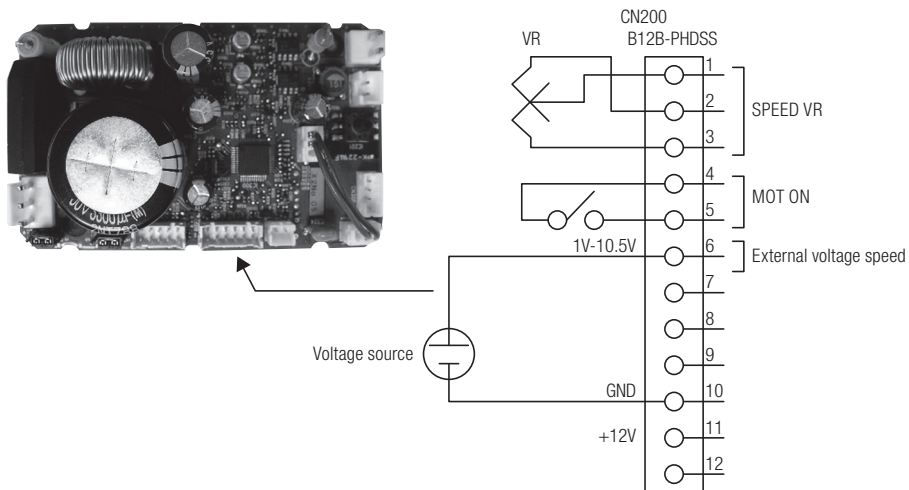 CN200
B12B-PHDSS
VR
1
2
SPEED VR
3
4
MOT ON
5
1V-10.5V
6
External voltage speed
7
8
Voltage source
9
GND
10
+12V
11
12